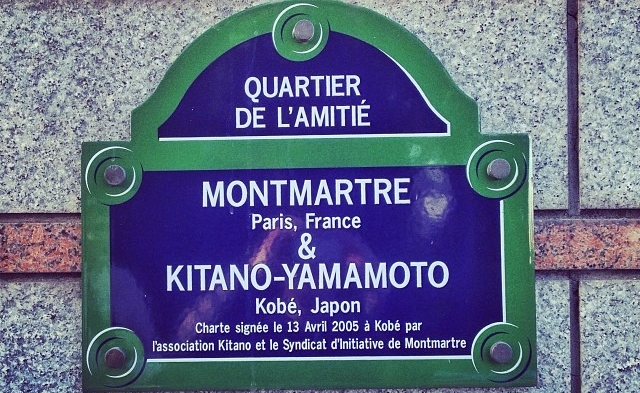 QUARTIER
DE L'AMITIÉ
MONTMARTRE
Paris, France
&
KITANO-YAMAMOTO
Kobé, Japon
Charte signée le 13 Avril 2005 à Kobé par
l'association Kitano et le Syndicat d'Initiative de Montmartre